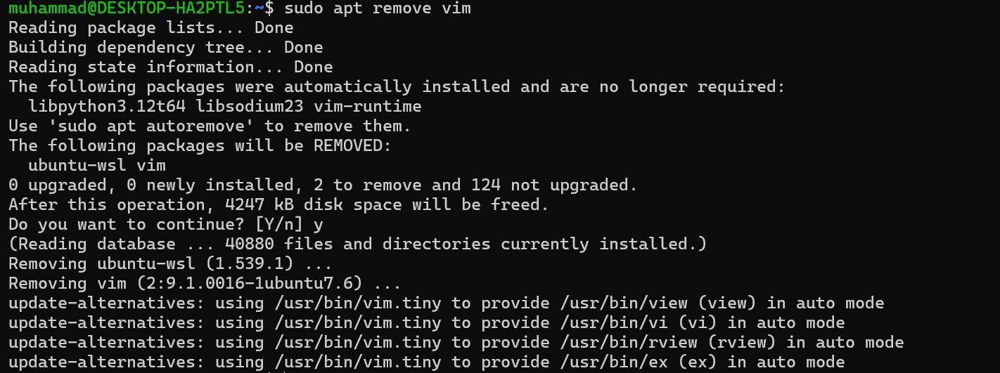 muhammad@DESKTOP-HA2PTL5:~$ sudo apt remove vim
Reading package lists... Done
Building dependency tree... Done
Reading state information... Done
The following packages were automatically installed and are no longer required:
  libpython3.12t64 libsodium23 vim-runtime
Use 'sudo apt autoremove' to remove them.
The following packages will be REMOVED:
  ubuntu-wsl vim
0 upgraded, 0 newly installed, 2 to remove and 124 not upgraded.
After this operation, 4247 kB disk space will be freed.
Do you want to continue? [Y/n] y
(Reading database ... 40880 files and directories currently installed.)
Removing ubuntu-wsl (1.539.1) ...
Removing vim (2:9.1.0016-1ubuntu7.6) ...
update-alternatives: using /usr/bin/vim.tiny to provide /usr/bin/view (view) in auto mode
update-alternatives: using /usr/bin/vim.tiny to provide /usr/bin/vi (vi) in auto mode
update-alternatives: using /usr/bin/vim.tiny to provide /usr/bin/rview (rview) in auto mode
update-alternatives: using /usr/bin/vim.tiny to provide /usr/bin/ex (ex) in auto mode